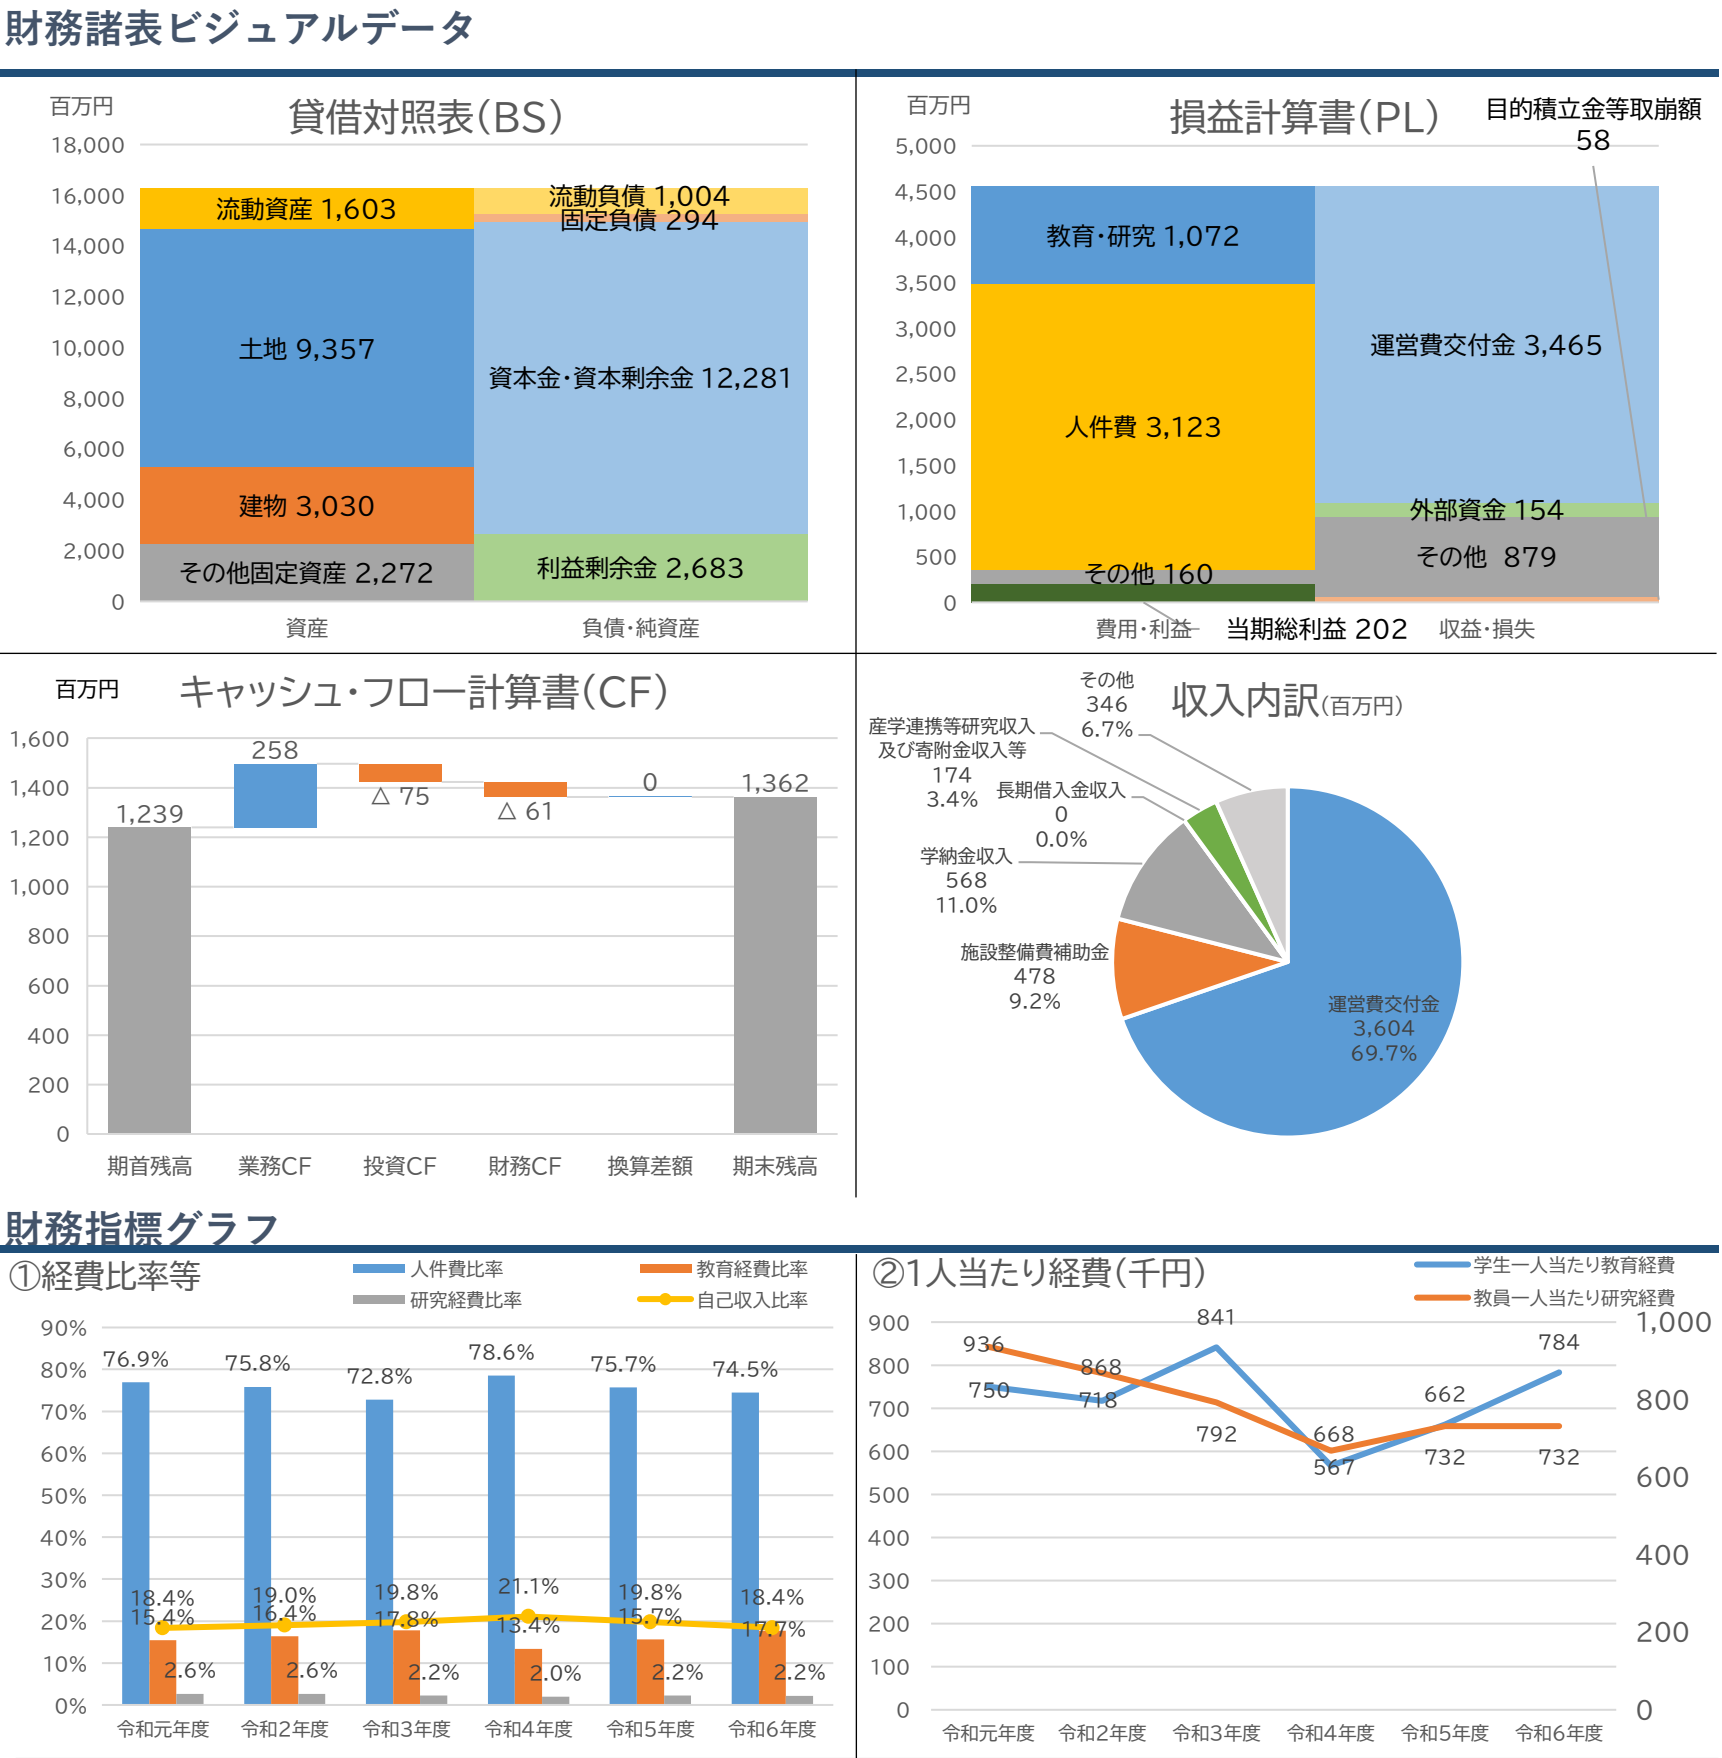 財務諸表ビジュアルデータ
百万円
貸借対照表(BS)
18,000
16,000
14,000
12,000
10,000
8,000
6,000
4,000
2,000
0
流動資産 1,603
土地 9,357
建物 3,030
その他固定資産 2,272
流動負債 1,004
固定負債 294
資本金・資本剰余金 12,281
利益剰余金 2,683
資産
負債・純資産
百万円
損益計算書(PL)
目的積立金等取崩額
58
5,000
4,500
4,000
3,500
3,000
2,500
2,000
1,500
1,000
500
0
教育・研究 1,072
人件費 3,123
その他 160
運営費交付金 3,465
外部資金 154
その他 879
費用・利益
当期総利益 202
収益・損失
百万円
キャッシュ・フロー計算書(CF)
1,600
1,400
1,200
1,000
800
600
400
200
0
1,239
258
△ 75
△ 61
0
1,362
期首残高
業務CF
投資CF
財務CF
換算差額
期末残高
収入内訳(百万円)
その他
346
6.7%
産学連携等研究収入
及び寄附金収入等
174
3.4%
長期借入金収入
0
0.0%
学納金収入
568
11.0%
施設整備費補助金
478
9.2%
運営費交付金
3,604
69.7%
財務指標グラフ
①経費比率等
人件費比率
教育経費比率
研究経費比率
自己収入比率
90%
80%
70%
60%
50%
40%
30%
20%
10%
0%
76.9%
75.8%
72.8%
78.6%
75.7%
74.5%
18.4%
19.0%
19.8%
21.1%
19.8%
18.4%
15.4%
16.4%
17.8%
13.4%
15.7%
17.7%
2.6%
2.6%
2.2%
2.0%
2.2%
2.2%
令和元年度
令和2年度
令和3年度
令和4年度
令和5年度
令和6年度
②1人当たり経費(千円)
学生一人当たり教育経費
教員一人当たり研究経費
900
800
700
600
500
400
300
200
100
0
1,000
800
600
400
200
0
936
868
792
668
732
732
750
718
841
567
662
784
令和元年度
令和2年度
令和3年度
令和4年度
令和5年度
令和6年度